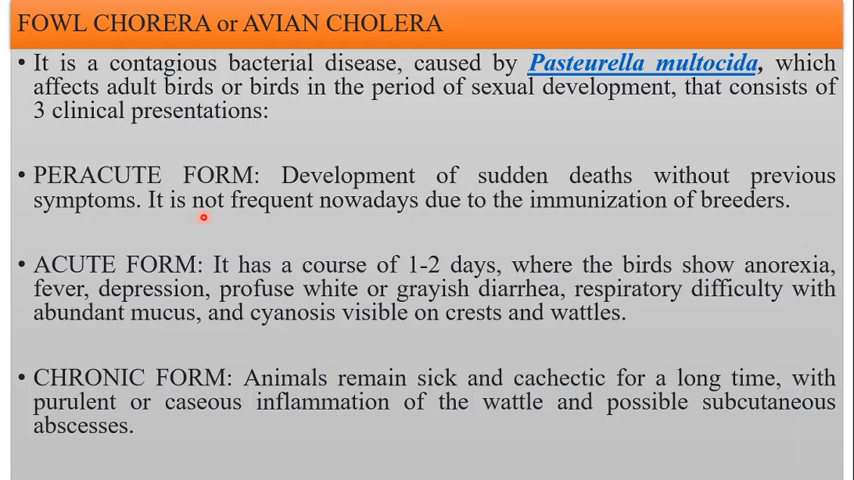 FOWL CHORERA or AVIAN CHOLERA
• It is a contagious bacterial disease, caused by Pasteurella multocida, which
affects adult birds or birds in the period of sexual development, that consists of
3 clinical presentations:
• PERACUTE FORM: Development of sudden deaths without previous
symptoms. It is not frequent nowadays due to the immunization of breeders.
• ACUTE FORM: It has a course of 1-2 days, where the birds show anorexia,
fever, depression, profuse white or grayish diarrhea, respiratory difficulty with
abundant mucus, and cyanosis visible on crests and wattles.
• CHRONIC FORM: Animals remain sick and cachectic for a long time, with
purulent or caseous inflammation of the wattle and possible subcutaneous
abscesses.